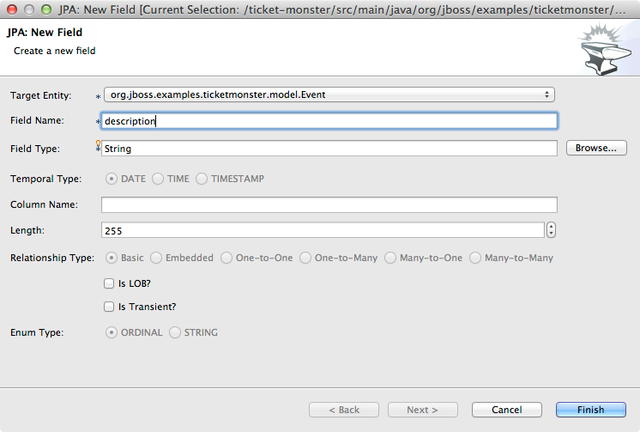 JPA: New Field [Current Selection: /ticket-monster/src/main/java/org/jboss/examples/ticketmonster/...
JPA: New Field
Create a new field
Target Entity: * org.jboss.examples.ticketmonster.model.Event
Field Name: * description
Field Type: * String Browse...
Temporal Type: DATE TIME TIMESTAMP
Column Name:
Length: 255
Relationship Type: Basic Embedded One-to-One One-to-Many Many-to-One Many-to-Many
Is LOB?
Is Transient?
Enum Type: ORDINAL STRING
< Back Next > Cancel Finish